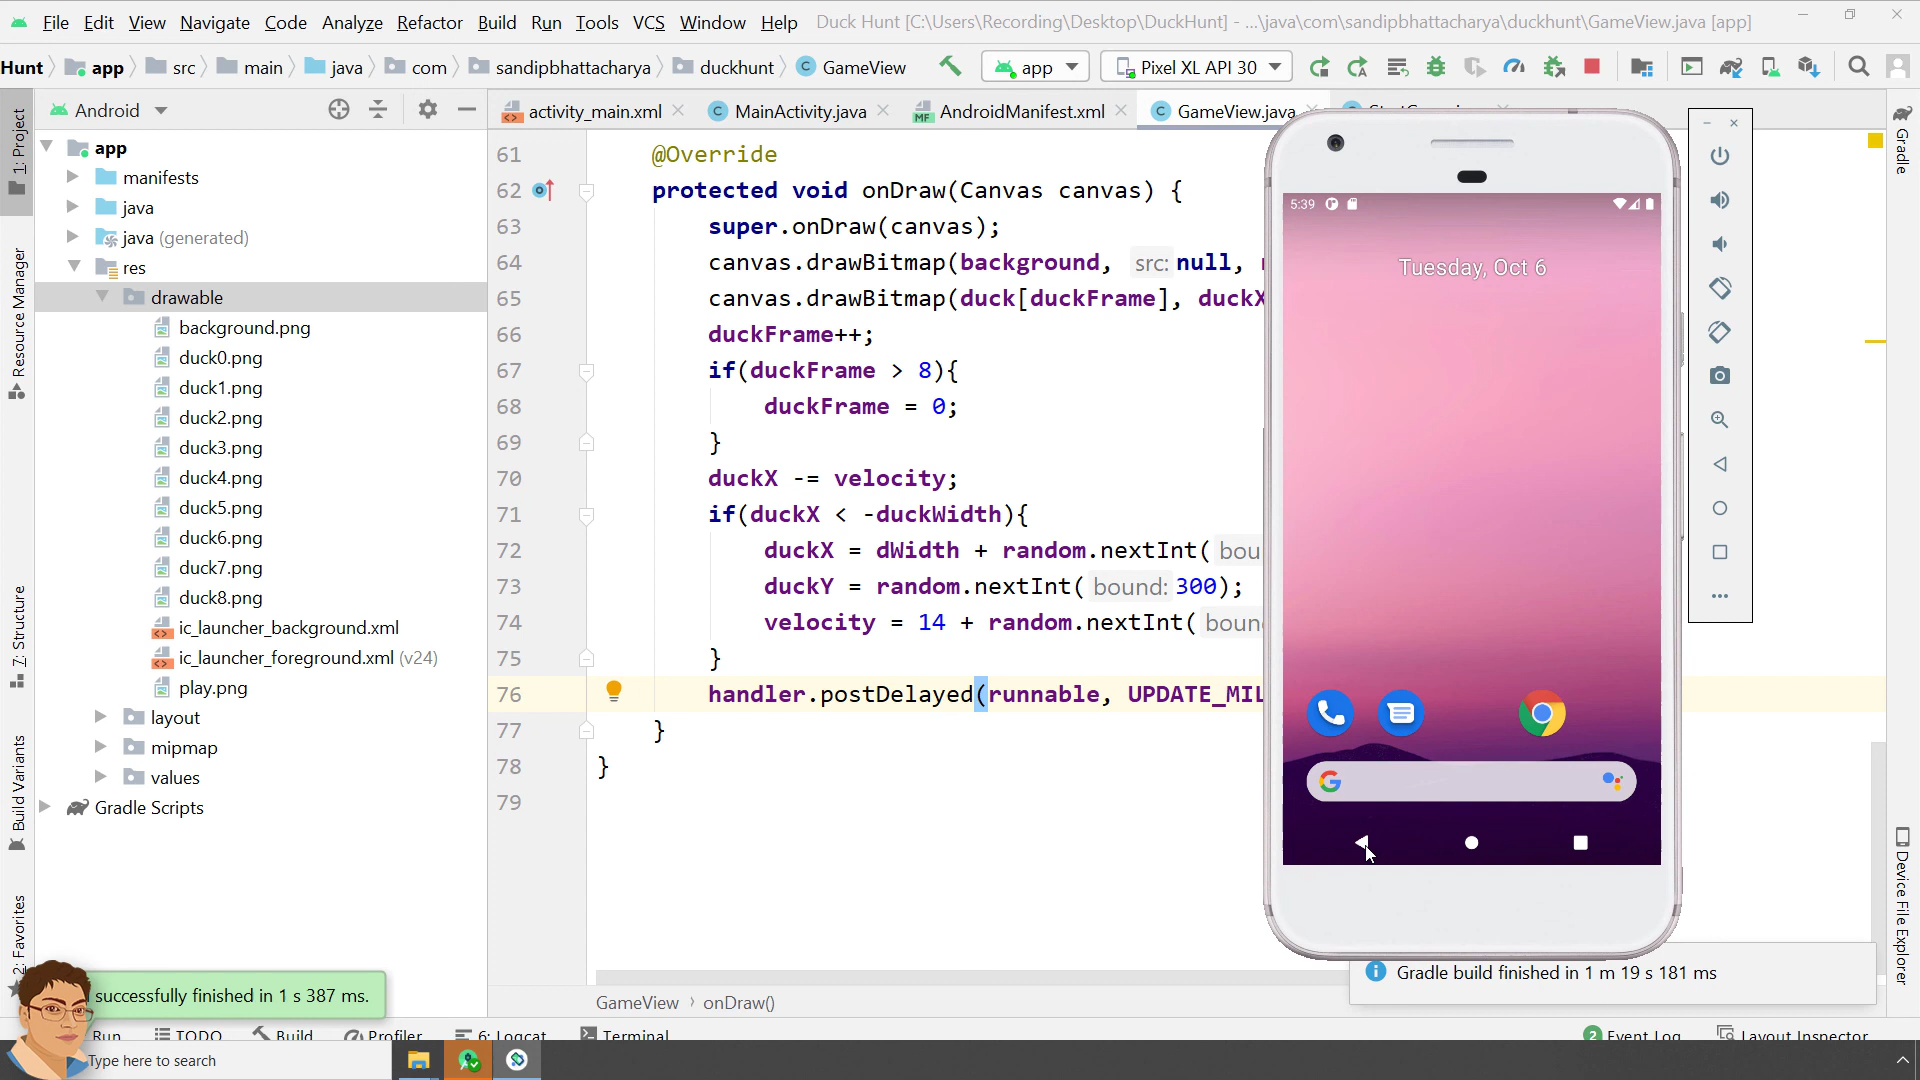 File Edit View Navigate Code Analyze Refactor Build Run Tools VCS Window Help Duck Hunt [C:\Users\Recording\Desktop\DuckHunt] - ...\java\com\sandipbhattacharya\duckhunt\GameView.java [app]
Hunt app src main java com sandipbhattacharya duckhunt GameView app Pixel XL API 30
Android
activity_main.xml MainActivity.java AndroidManifest.xml GameView.java
1: Project
Resource Manager
7: Structure
Build Variants
2: Favorites
app
manifests
java
java (generated)
res
drawable
background.png
duck0.png
duck1.png
duck2.png
duck3.png
duck4.png
duck5.png
duck6.png
duck7.png
duck8.png
ic_launcher_background.xml
ic_launcher_foreground.xml (v24)
play.png
layout
mipmap
values
Gradle Scripts
61 @Override
62 protected void onDraw(Canvas canvas) {
63 super.onDraw(canvas);
64 canvas.drawBitmap(background, src: null,
65 canvas.drawBitmap(duck[duckFrame], duckX
66 duckFrame++;
67 if(duckFrame > 8){
68 duckFrame = 0;
69 }
70 duckX -= velocity;
71 if(duckX < -duckWidth){
72 duckX = dWidth + random.nextInt( bou
73 duckY = random.nextInt( bound: 300);
74 velocity = 14 + random.nextInt( boun
75 }
76 handler.postDelayed(runnable, UPDATE_MIL
77 }
78 }
79
5:39
Tuesday, Oct 6
G
Gradle
Device File Explorer
successfully finished in 1 s 387 ms.
Gradle build finished in 1 m 19 s 181 ms
GameView onDraw()
Run TODO Build Profiler 6: Logcat Terminal 2 Event Log Layout Inspector
Type here to search